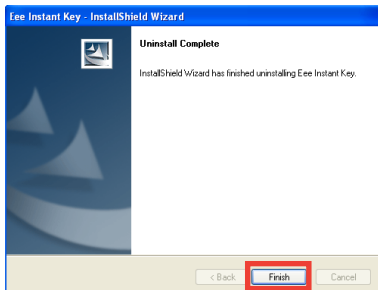 Eee Instant Key - InstallShield Wizard
Uninstall Complete
InstallShield Wizard has finished uninstalling Eee Instant Key.
< Back
Finish
Cancel